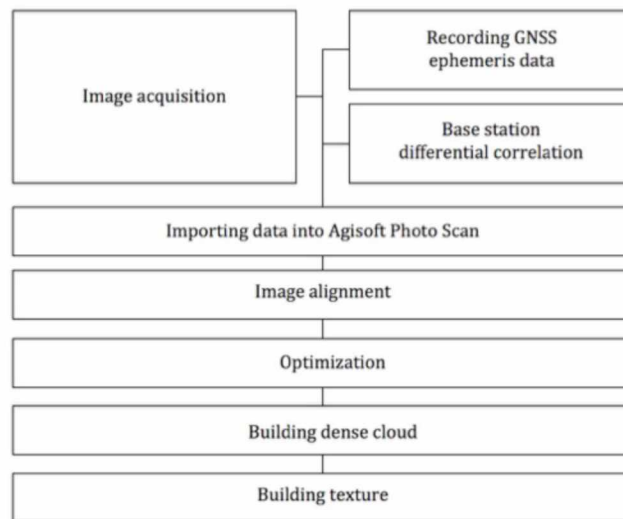 Image acquisition
Recording GNSS
ephemeris data
Base station
differential correlation
Importing data into Agisoft Photo Scan
Image alignment
Optimization
Building dense cloud
Building texture